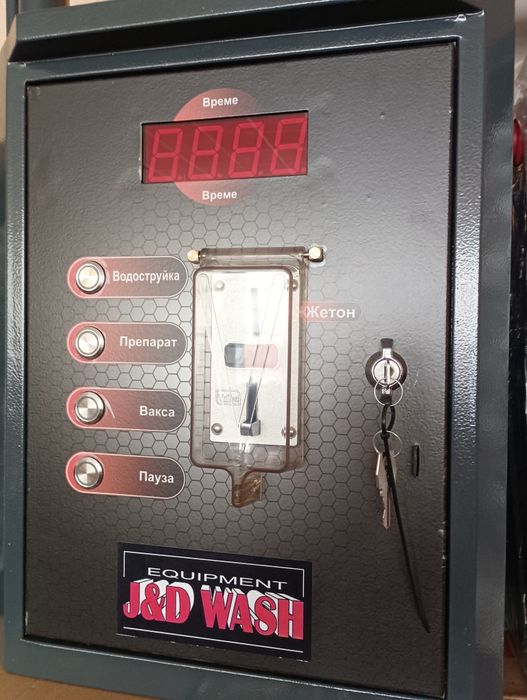 Време
Време
Водоструйка
Жетон
Препарат
Вакса
Пауза
EQUIPMENT
J&D WASH